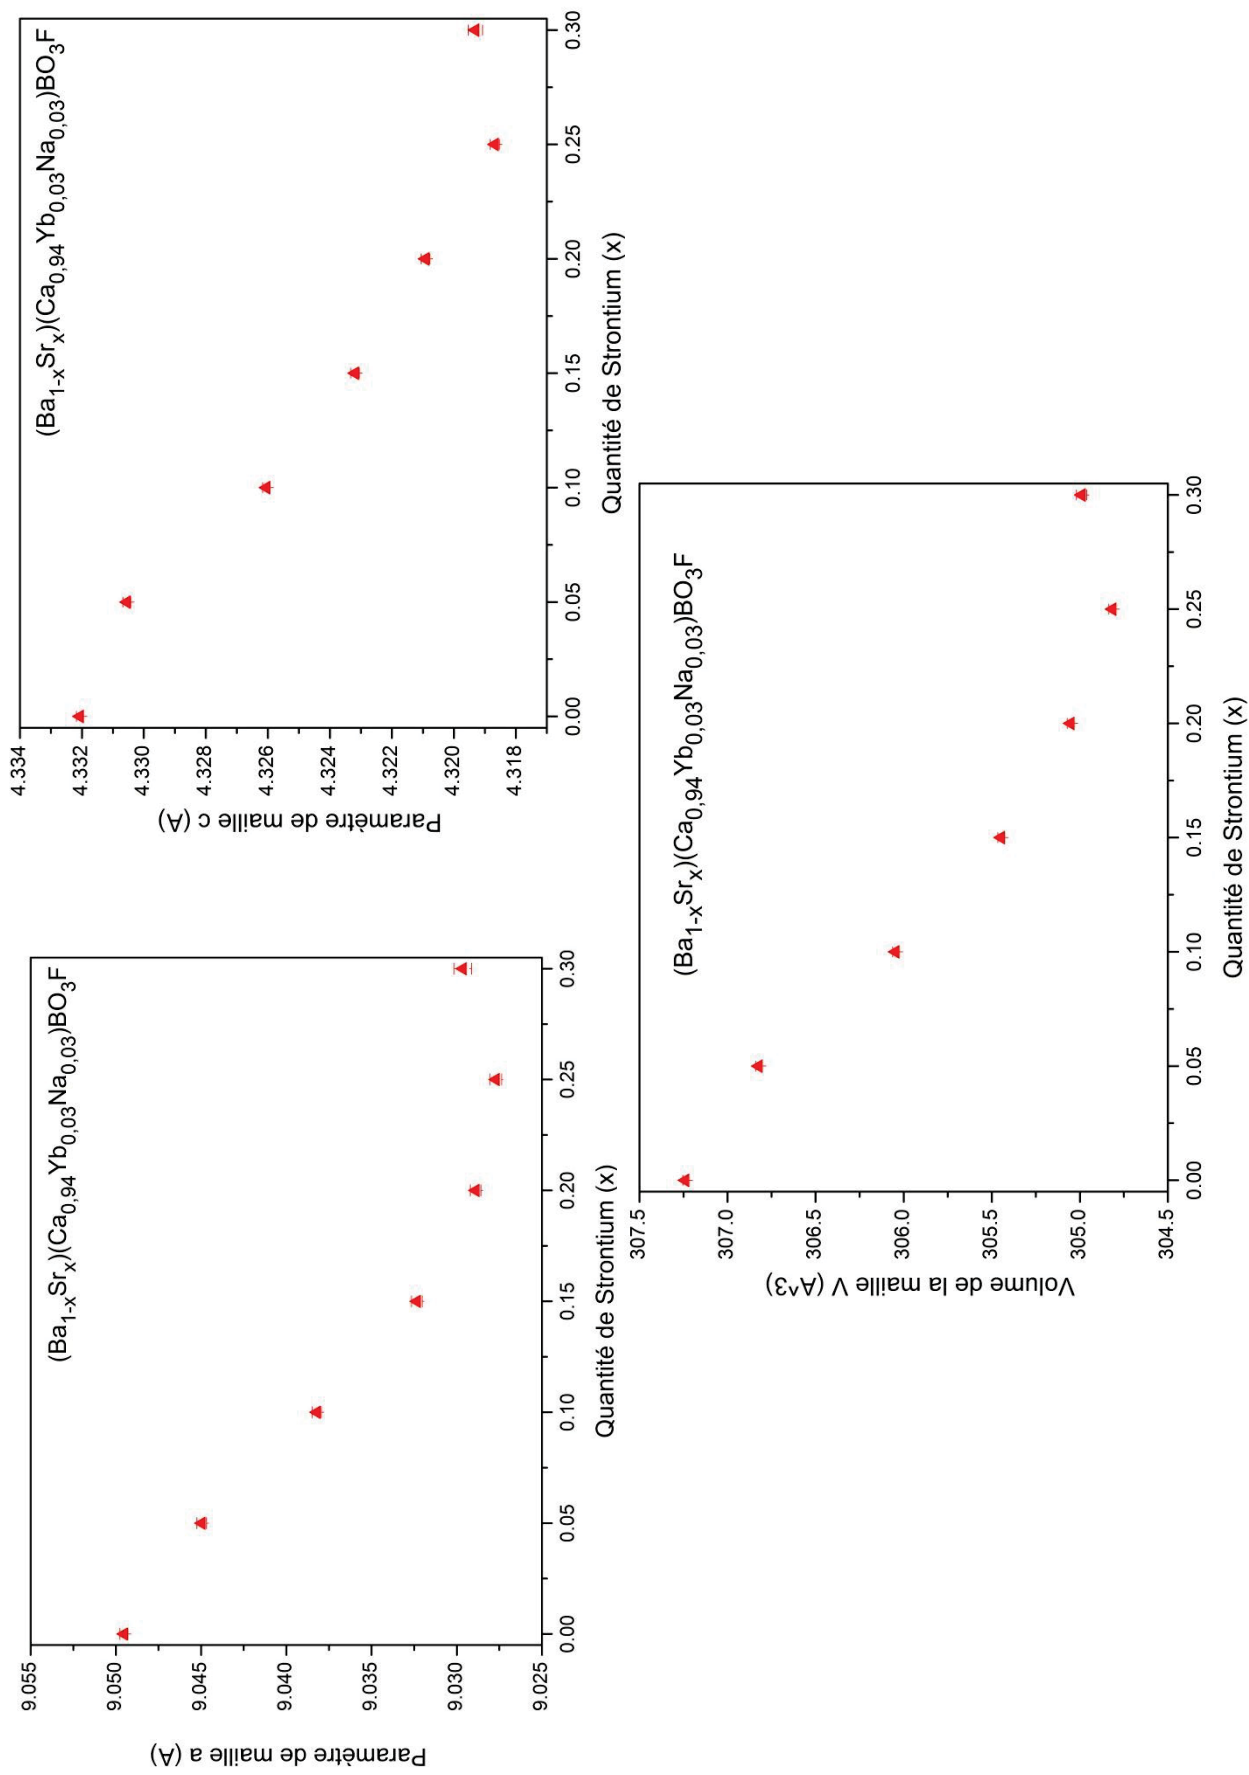 (Ba1-xSrx)(Ca0,94Yb0,03Na0,03)BO3F
Paramètre de maille a (A)
9.055
9.050
9.045
9.040
9.035
9.030
9.025
0.00 0.05 0.10 0.15 0.20 0.25 0.30
Quantité de Strontium (x)
(Ba1-xSrx)(Ca0,94Yb0,03Na0,03)BO3F
Paramètre de maille c (A)
4.334
4.332
4.330
4.328
4.326
4.324
4.322
4.320
4.318
0.00 0.05 0.10 0.15 0.20 0.25 0.30
Quantité de Strontium (x)
(Ba1-xSrx)(Ca0,94Yb0,03Na0,03)BO3F
Volume de la maille V (A^3)
307.5
307.0
306.5
306.0
305.5
305.0
304.5
0.00 0.05 0.10 0.15 0.20 0.25 0.30
Quantité de Strontium (x)